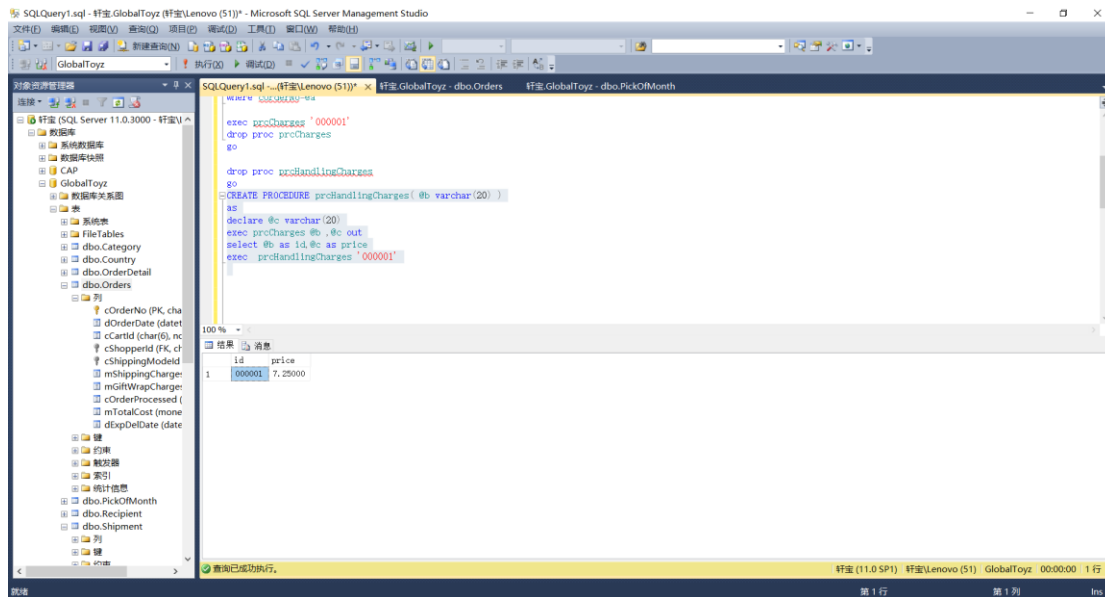 SQLQuery1.sql - 轩宝.GlobalToyz (轩宝\Lenovo (51))* - Microsoft SQL Server Management Studio
文件(F) 编辑(E) 视图(V) 查询(Q) 项目(P) 调试(D) 工具(T) 窗口(W) 帮助(H)
新建查询(N)
GlobalToyz
执行(X)
调试(D)
对象资源管理器
连接
轩宝 (SQL Server 11.0.3000 - 轩宝\l
数据库
系统数据库
数据库快照
CAP
GlobalToyz
数据库关系图
表
系统表
FileTables
dbo.Category
dbo.Country
dbo.OrderDetail
dbo.Orders
列
cOrderNo (PK, cha
dOrderDate (datet
cCartId (char(6), nc
cShopperId (FK, ch
cShippingModeId
mShippingCharges
mGiftWrapCharges
cOrderProcessed (
mTotalCost (mone
dExpDelDate (date
键
约束
触发器
索引
统计信息
dbo.PickOfMonth
dbo.Recipient
dbo.Shipment
列
键
约束
SQLQuery1.sql -...(轩宝\Lenovo (51))* 轩宝.GlobalToyz - dbo.Orders 轩宝.GlobalToyz - dbo.PickOfMonth
where cOrderNo=@a
exec prcCharges '000001'
drop proc prcCharges
go
drop proc prcHandlingCharges
go
CREATE PROCEDURE prcHandlingCharges( @b varchar(20) )
as
declare @c varchar(20)
exec prcCharges @b ,@c out
select @b as id,@c as price
exec prcHandlingCharges '000001'
100 %
结果 消息
id price
1 000001 7.25000
查询已成功执行。 轩宝 (11.0 SP1) 轩宝\Lenovo (51) GlobalToyz 00:00:00 1 行
就绪 第 1 行 第 1 列 Ins